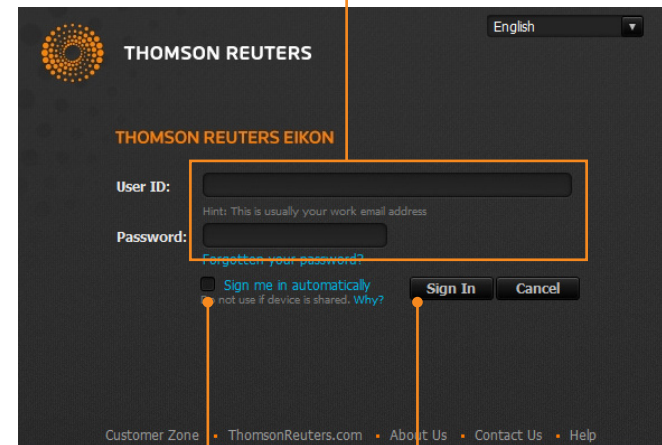 English
THOMSON REUTERS
THOMSON REUTERS EIKON
User ID:
Hint: This is usually your work email address
Password:
Forgotten your password?
Sign me in automatically
Do not use if device is shared. Why?
Sign In Cancel
Customer Zone • ThomsonReuters.com • About Us • Contact Us • Help